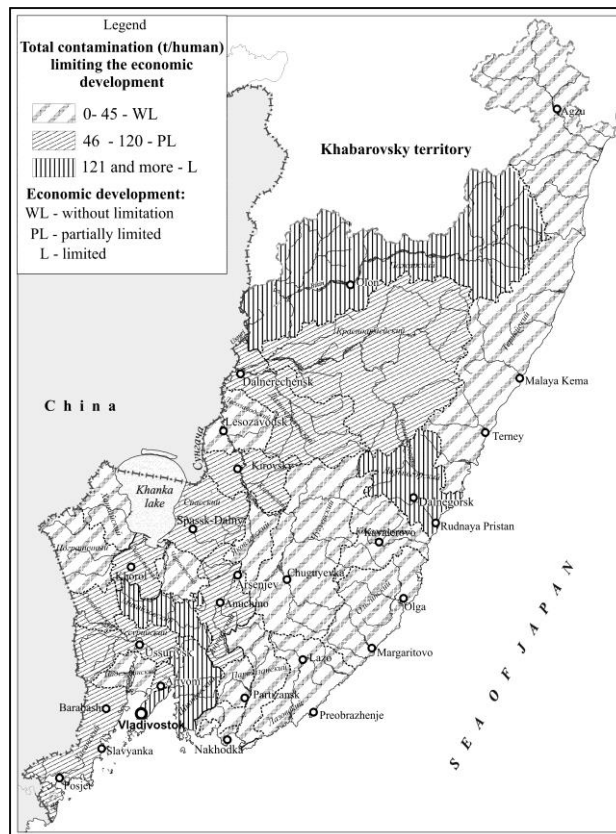 Legend
Total contamination (t/human)
limiting the economic
development
0- 45 - WL
46 - 120 - PL
121 and more - L
Economic development:
WL - without limitation
PL - partially limited
L - limited
Khabarovsky territory
Agzu
Olon
Красноармейский
Dalnerechensk
Malaya Kema
China
Lesozavodsk
Сунгача
Terney
Kirovsky
Khanka
lake
Dalnegorsk
Spassk-Dalny
Rudnaya Pristan
Kavalerovo
Khorol
Arsenjev
Chuguyevka
Anuchino
Olga
Ussuriysk
Margaritovo
Lazo
Artyom
Barabash
Partizansk
Vladivostok
Preobrazhenje
Nakhodka
Slavyanka
Posjet
SEA OF JAPAN